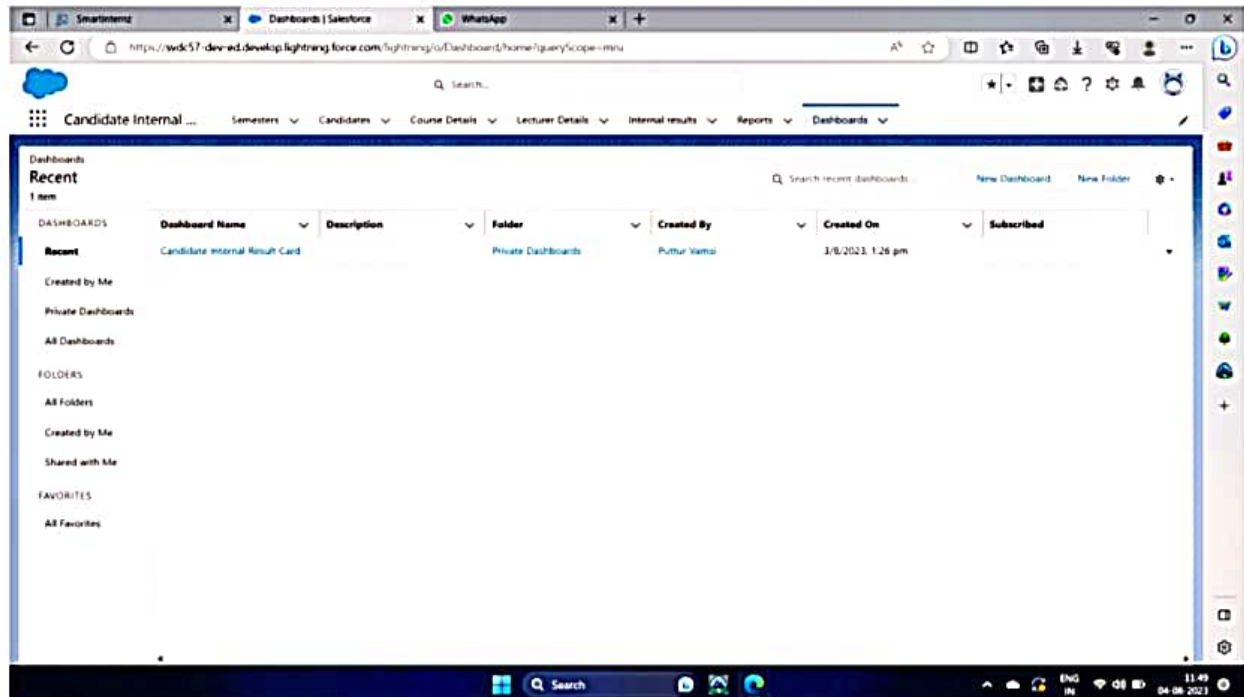 Smartinternz
Dashboards | Salesforce
WhatsApp
https://wdc57-dev-ed.develop.lightning.force.com/lightning/o/Dashboard/home?queryScope=mru
Search...
Candidate Internal ...
Semesters
Candidates
Course Details
Lecturer Details
Internal results
Reports
Dashboards
Dashboards
Recent
1 item
Search recent dashboards...
New Dashboard
New Folder
DASHBOARDS
Dashboard Name
Description
Folder
Created By
Created On
Subscribed
Recent
Candidate Internal Result Card
Private Dashboards
Puttur Vamsi
3/8/2023, 1:26 pm
Created by Me
Private Dashboards
All Dashboards
FOLDERS
All Folders
Created by Me
Shared with Me
FAVORITES
All Favorites
Search
ENG
IN
11:49
04-08-2023